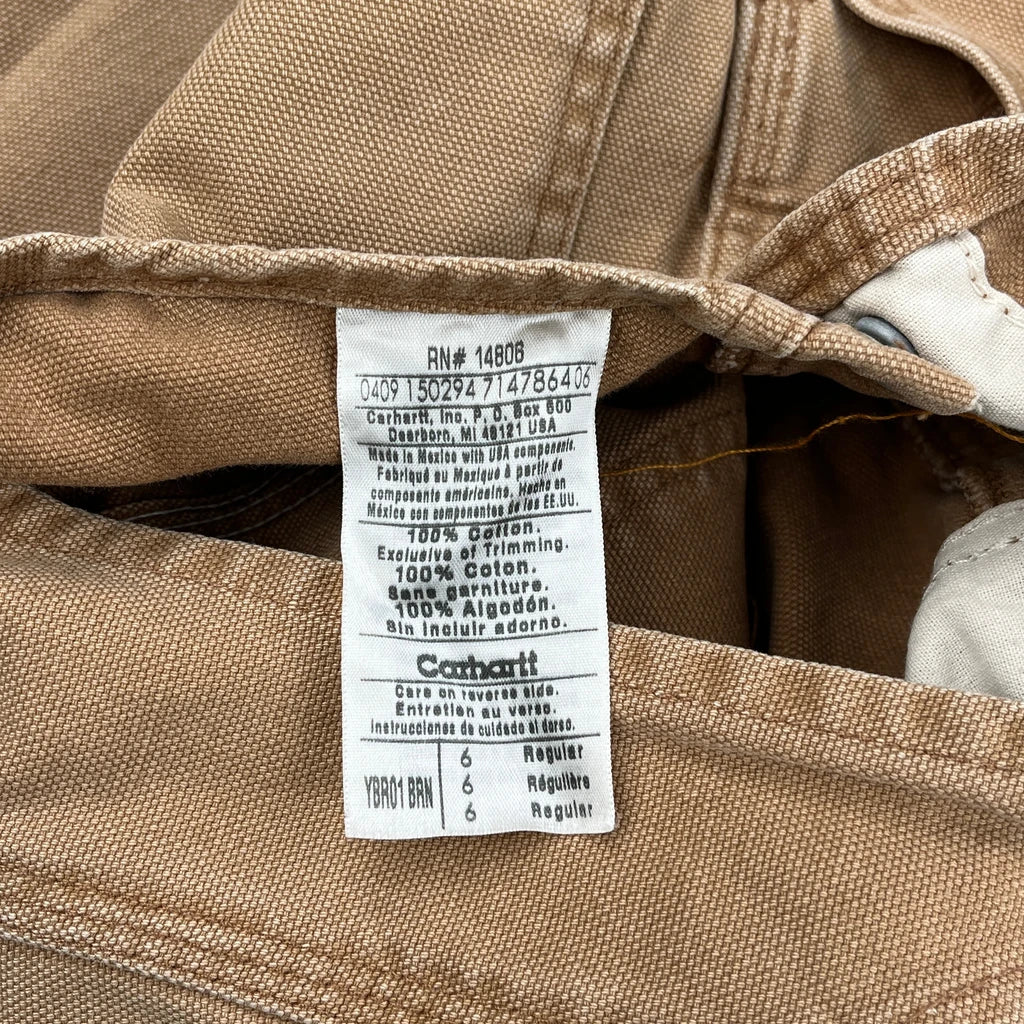 RN# 14806
0409 150294 714786406
Carhartt, Inc. P. O. Box 600
Dearborn, MI 48121 USA
Made in Mexico with USA components.
Fabriqué au Mexique à partir de
composants américains. Hecho en
México con componentes de los EE.UU.
100% Cotton.
Exclusive of Trimming.
100% Coton.
Sans garniture.
100% Algodón.
Sin incluir adorno.
Carhartt
Care on reverse side.
Entretien au verso.
Instrucciones de cuidado al dorso.
6 Regular
YBR01 BRN 6 Régulière
6 Regular